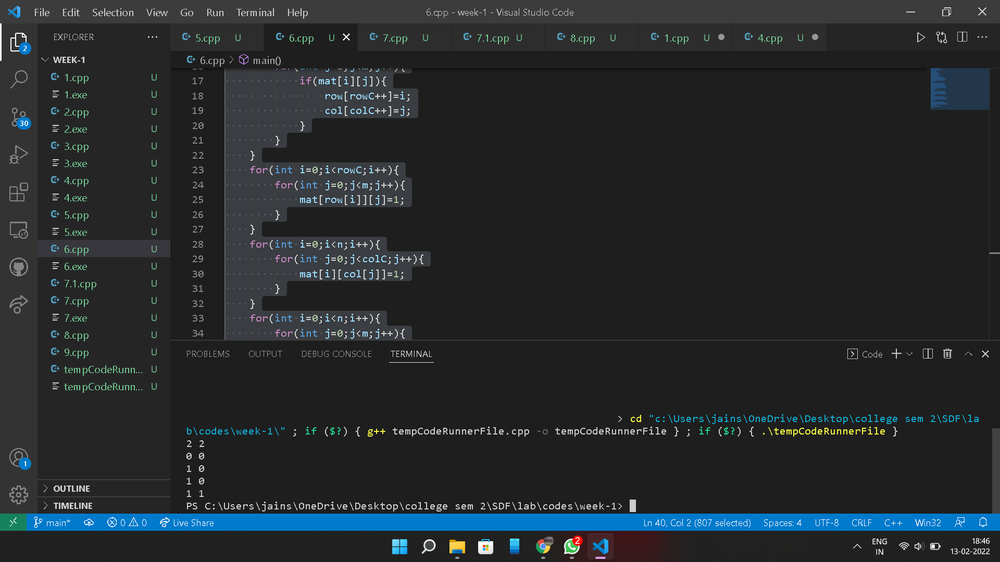 File Edit Selection View Go Run Terminal Help
6.cpp - week-1 - Visual Studio Code
EXPLORER
5.cpp U
6.cpp U
7.cpp U
7.1.cpp U
8.cpp U
1.cpp U
4.cpp U
6.cpp > main()
WEEK-1
1.cpp U
1.exe U
2.cpp U
2.exe U
3.cpp U
3.exe U
4.cpp U
4.exe U
5.cpp U
5.exe U
6.cpp U
6.exe U
7.1.cpp U
7.cpp U
7.exe U
8.cpp U
9.cpp U
tempCodeRunn... U
tempCodeRunn... U
OUTLINE
TIMELINE
2
30
1
16 for(int j=0;j<m;j++){
17 if(mat[i][j]){
18 row[rowC++]=i;
19 col[colC++]=j;
20 }
21 }
22 }
23 for(int i=0;i<rowC;i++){
24 for(int j=0;j<m;j++){
25 mat[row[i]][j]=1;
26 }
27 }
28 for(int i=0;i<n;i++){
29 for(int j=0;j<colC;j++){
30 mat[i][col[j]]=1;
31 }
32 }
33 for(int i=0;i<n;i++){
34 for(int j=0;j<m;j++){
PROBLEMS OUTPUT DEBUG CONSOLE TERMINAL
Code
> cd "c:\Users\jains\OneDrive\Desktop\college sem 2\SDF\la
b\codes\week-1\" ; if ($?) { g++ tempCodeRunnerFile.cpp -o tempCodeRunnerFile } ; if ($?) { .\tempCodeRunnerFile }
2 2
0 0
1 0
1 0
1 1
PS C:\Users\jains\OneDrive\Desktop\college sem 2\SDF\lab\codes\week-1>
main* 0 0 Live Share
Ln 40, Col 2 (807 selected) Spaces: 4 UTF-8 CRLF C++ Win32
2
ENG
IN
18:46
13-02-2022